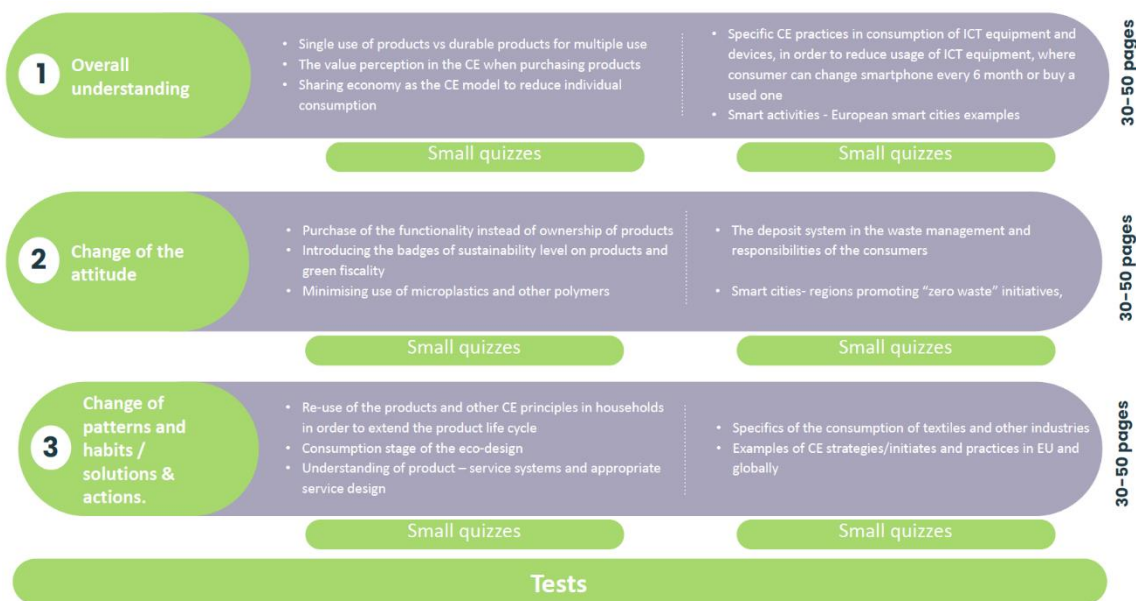 1
Overall
understanding
• Single use of products vs durable products for multiple use
• The value perception in the CE when purchasing products
• Sharing economy as the CE model to reduce individual
consumption
• Specific CE practices in consumption of ICT equipment and
devices, in order to reduce usage of ICT equipment, where
consumer can change smartphone every 6 month or buy a
used one
• Smart activities - European smart cities examples
30-50 pages
Small quizzes
Small quizzes
2
Change of the
attitude
• Purchase of the functionality instead of ownership of products
• Introducing the badges of sustainability level on products and
green fiscality
• Minimising use of microplastics and other polymers
• The deposit system in the waste management and
responsibilities of the consumers
• Smart cities- regions promoting “zero waste” initiatives,
30-50 pages
Small quizzes
Small quizzes
3
Change of
patterns and
habits /
solutions &
actions.
• Re-use of the products and other CE principles in households
in order to extend the product life cycle
• Consumption stage of the eco-design
• Understanding of product – service systems and appropriate
service design
• Specifics of the consumption of textiles and other industries
• Examples of CE strategies/initiates and practices in EU and
globally
30-50 pages
Small quizzes
Small quizzes
Tests